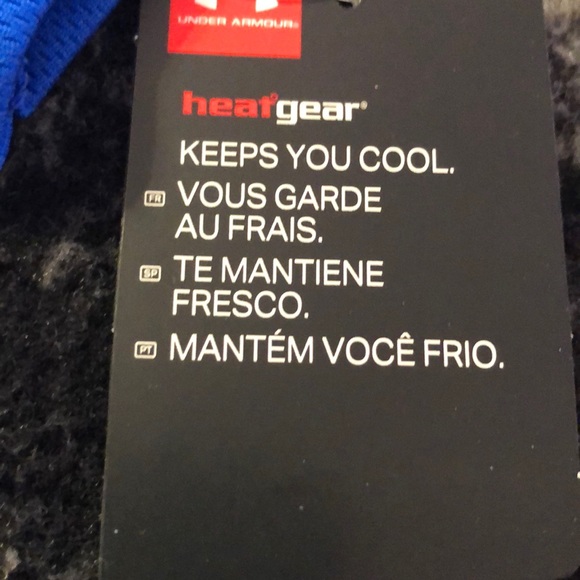 UNDER ARMOUR®
heatgear®
KEEPS YOU COOL.
FR VOUS GARDE
AU FRAIS.
SP TE MANTIENE
FRESCO.
PT MANTÉM VOCÊ FRIO.